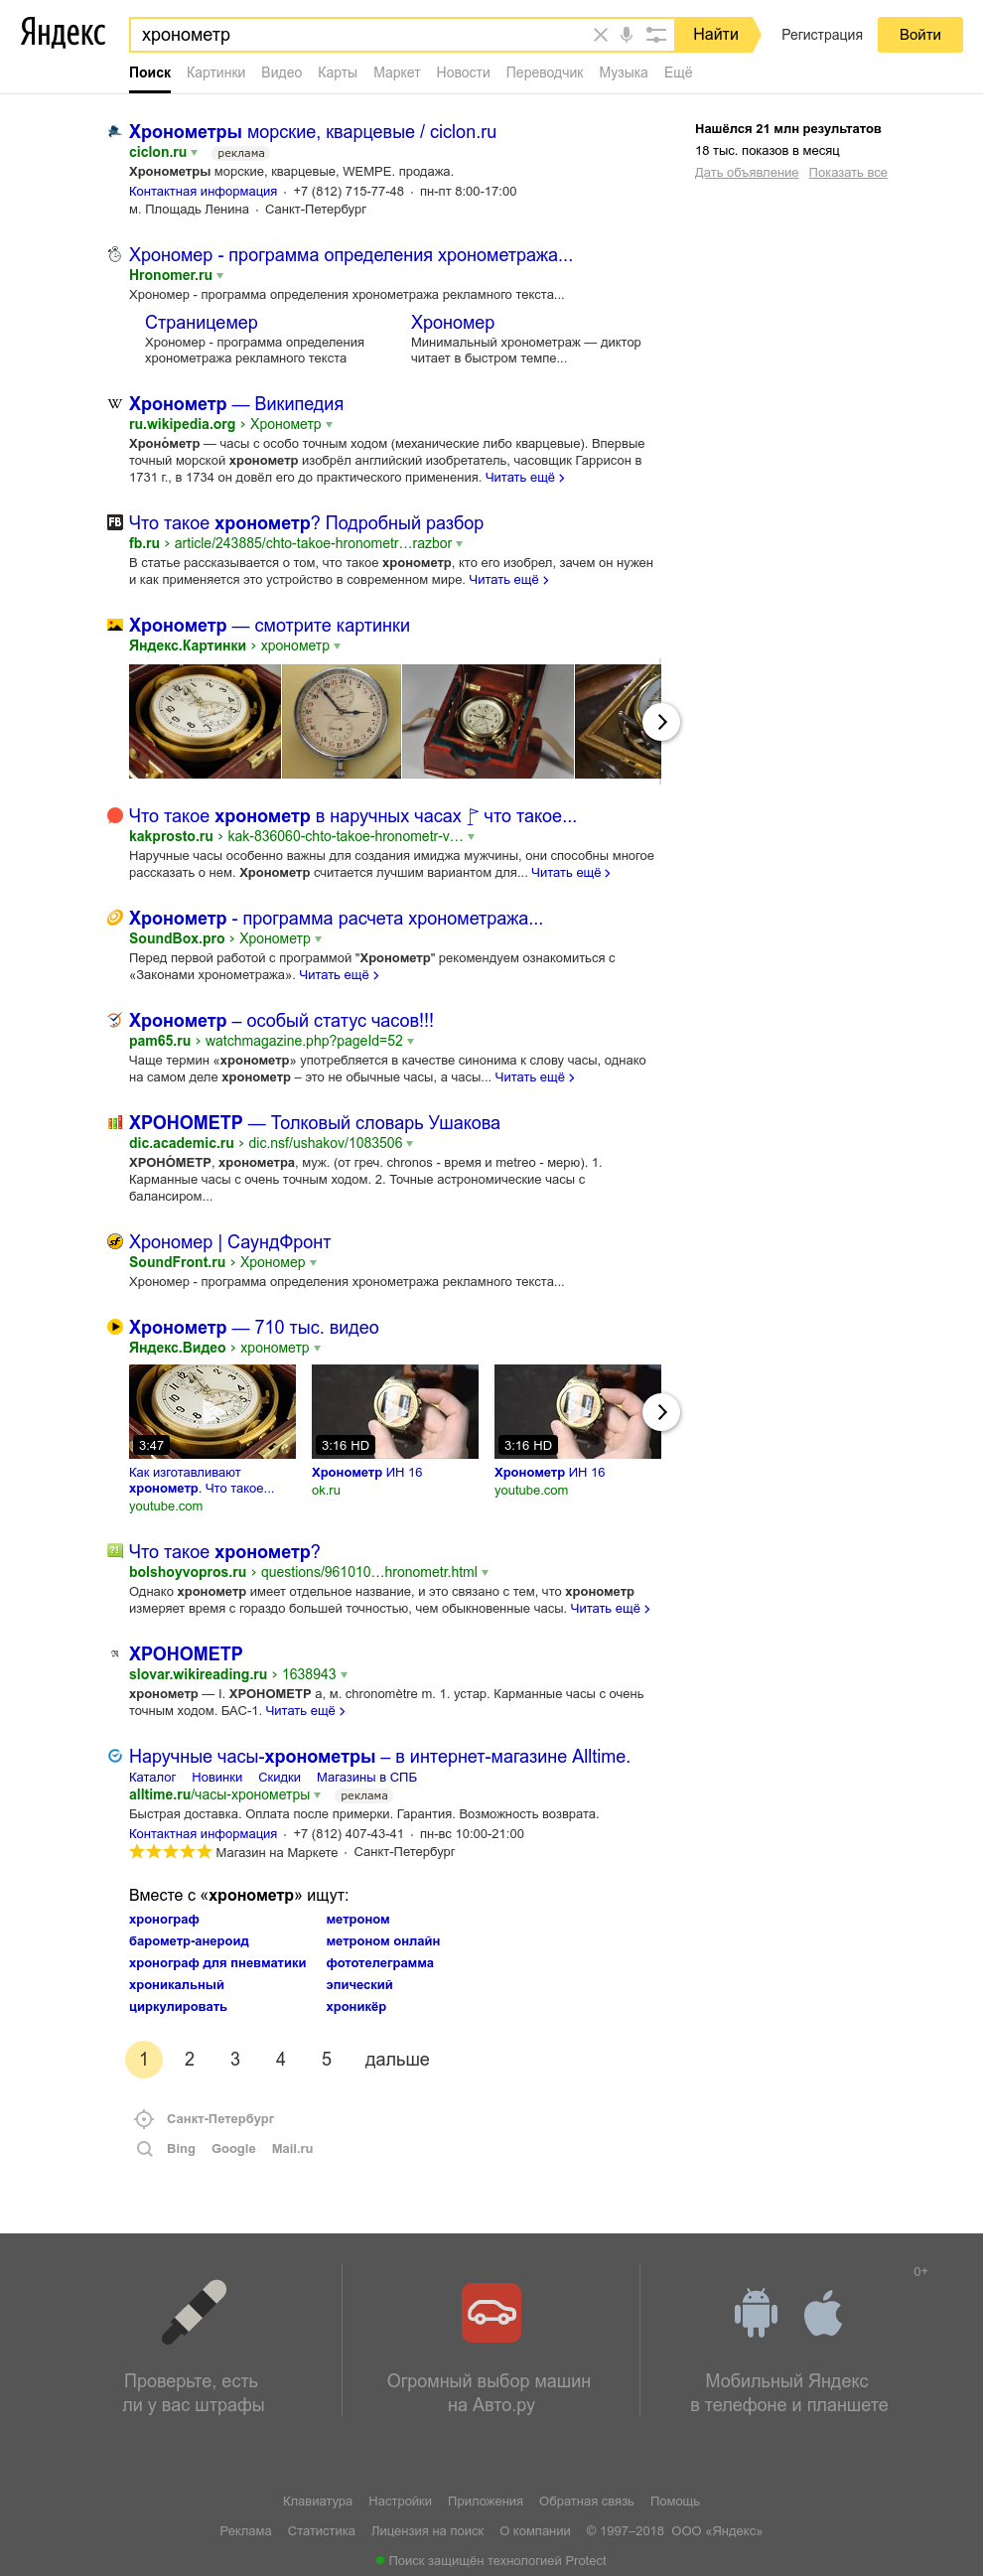 Яндекс
хронометр
Найти
Регистрация
Войти
Поиск Картинки Видео Карты Маркет Новости Переводчик Музыка Ещё
Хронометры морские, кварцевые / ciclon.ru
ciclon.ru реклама
Хронометры морские, кварцевые, WEMPE. продажа.
Контактная информация · +7 (812) 715-77-48 · пн-пт 8:00-17:00
м. Площадь Ленина · Санкт-Петербург
Нашёлся 21 млн результатов
18 тыс. показов в месяц
Дать объявление Показать все
Хрономер - программа определения хронометража...
Hronomer.ru
Хрономер - программа определения хронометража рекламного текста...
Страницемер
Хрономер - программа определения
хронометража рекламного текста
Хрономер
Минимальный хронометраж — диктор
читает в быстром темпе...
Хронометр — Википедия
ru.wikipedia.org › Хронометр
Хроно́метр — часы с особо точным ходом (механические либо кварцевые). Впервые
точный морской хронометр изобрёл английский изобретатель, часовщик Гаррисон в
1731 г., в 1734 он довёл его до практического применения. Читать ещё ›
Что такое хронометр? Подробный разбор
fb.ru › article/243885/chto-takoe-hronometr…razbor
В статье рассказывается о том, что такое хронометр, кто его изобрел, зачем он нужен
и как применяется это устройство в современном мире. Читать ещё ›
Хронометр — смотрите картинки
Яндекс.Картинки › хронометр
Что такое хронометр в наручных часах что такое...
kakprosto.ru › kak-836060-chto-takoe-hronometr-v…
Наручные часы особенно важны для создания имиджа мужчины, они способны многое
рассказать о нем. Хронометр считается лучшим вариантом для... Читать ещё ›
Хронометр - программа расчета хронометража...
SoundBox.pro › Хронометр
Перед первой работой с программой "Хронометр" рекомендуем ознакомиться с
«Законами хронометража». Читать ещё ›
Хронометр – особый статус часов!!!
pam65.ru › watchmagazine.php?pageId=52
Чаще термин «хронометр» употребляется в качестве синонима к слову часы, однако
на самом деле хронометр – это не обычные часы, а часы... Читать ещё ›
ХРОНОМЕТР — Толковый словарь Ушакова
dic.academic.ru › dic.nsf/ushakov/1083506
ХРОНО́МЕТР, хронометра, муж. (от греч. chronos - время и metreo - мерю). 1.
Карманные часы с очень точным ходом. 2. Точные астрономические часы с
балансиром...
Хрономер | СаундФронт
SoundFront.ru › Хрономер
Хрономер - программа определения хронометража рекламного текста...
Хронометр — 710 тыс. видео
Яндекс.Видео › хронометр
3:47
3:16 HD
3:16 HD
Как изготавливают
хронометр. Что такое...
youtube.com
Хронометр ИН 16
ok.ru
Хронометр ИН 16
youtube.com
Что такое хронометр?
bolshoyvopros.ru › questions/961010…hronometr.html
Однако хронометр имеет отдельное название, и это связано с тем, что хронометр
измеряет время с гораздо большей точностью, чем обыкновенные часы. Читать ещё ›
ХРОНОМЕТР
slovar.wikireading.ru › 1638943
хронометр — I. ХРОНОМЕТР а, м. chronomètre m. 1. устар. Карманные часы с очень
точным ходом. БАС-1. Читать ещё ›
Наручные часы-хронометры – в интернет-магазине Alltime.
Каталог Новинки Скидки Магазины в СПБ
alltime.ru/часы-хронометры реклама
Быстрая доставка. Оплата после примерки. Гарантия. Возможность возврата.
Контактная информация · +7 (812) 407-43-41 · пн-вс 10:00-21:00
Магазин на Маркете · Санкт-Петербург
Вместе с «хронометр» ищут:
хронограф
барометр-анероид
хронограф для пневматики
хроникальный
циркулировать
метроном
метроном онлайн
фототелеграмма
эпический
хроникёр
1 2 3 4 5 дальше
Санкт-Петербург
Bing Google Mail.ru
0+
Проверьте, есть
ли у вас штрафы
Огромный выбор машин
на Авто.ру
Мобильный Яндекс
в телефоне и планшете
Клавиатура Настройки Приложения Обратная связь Помощь
Реклама Статистика Лицензия на поиск О компании © 1997–2018 ООО «Яндекс»
Поиск защищён технологией Protect